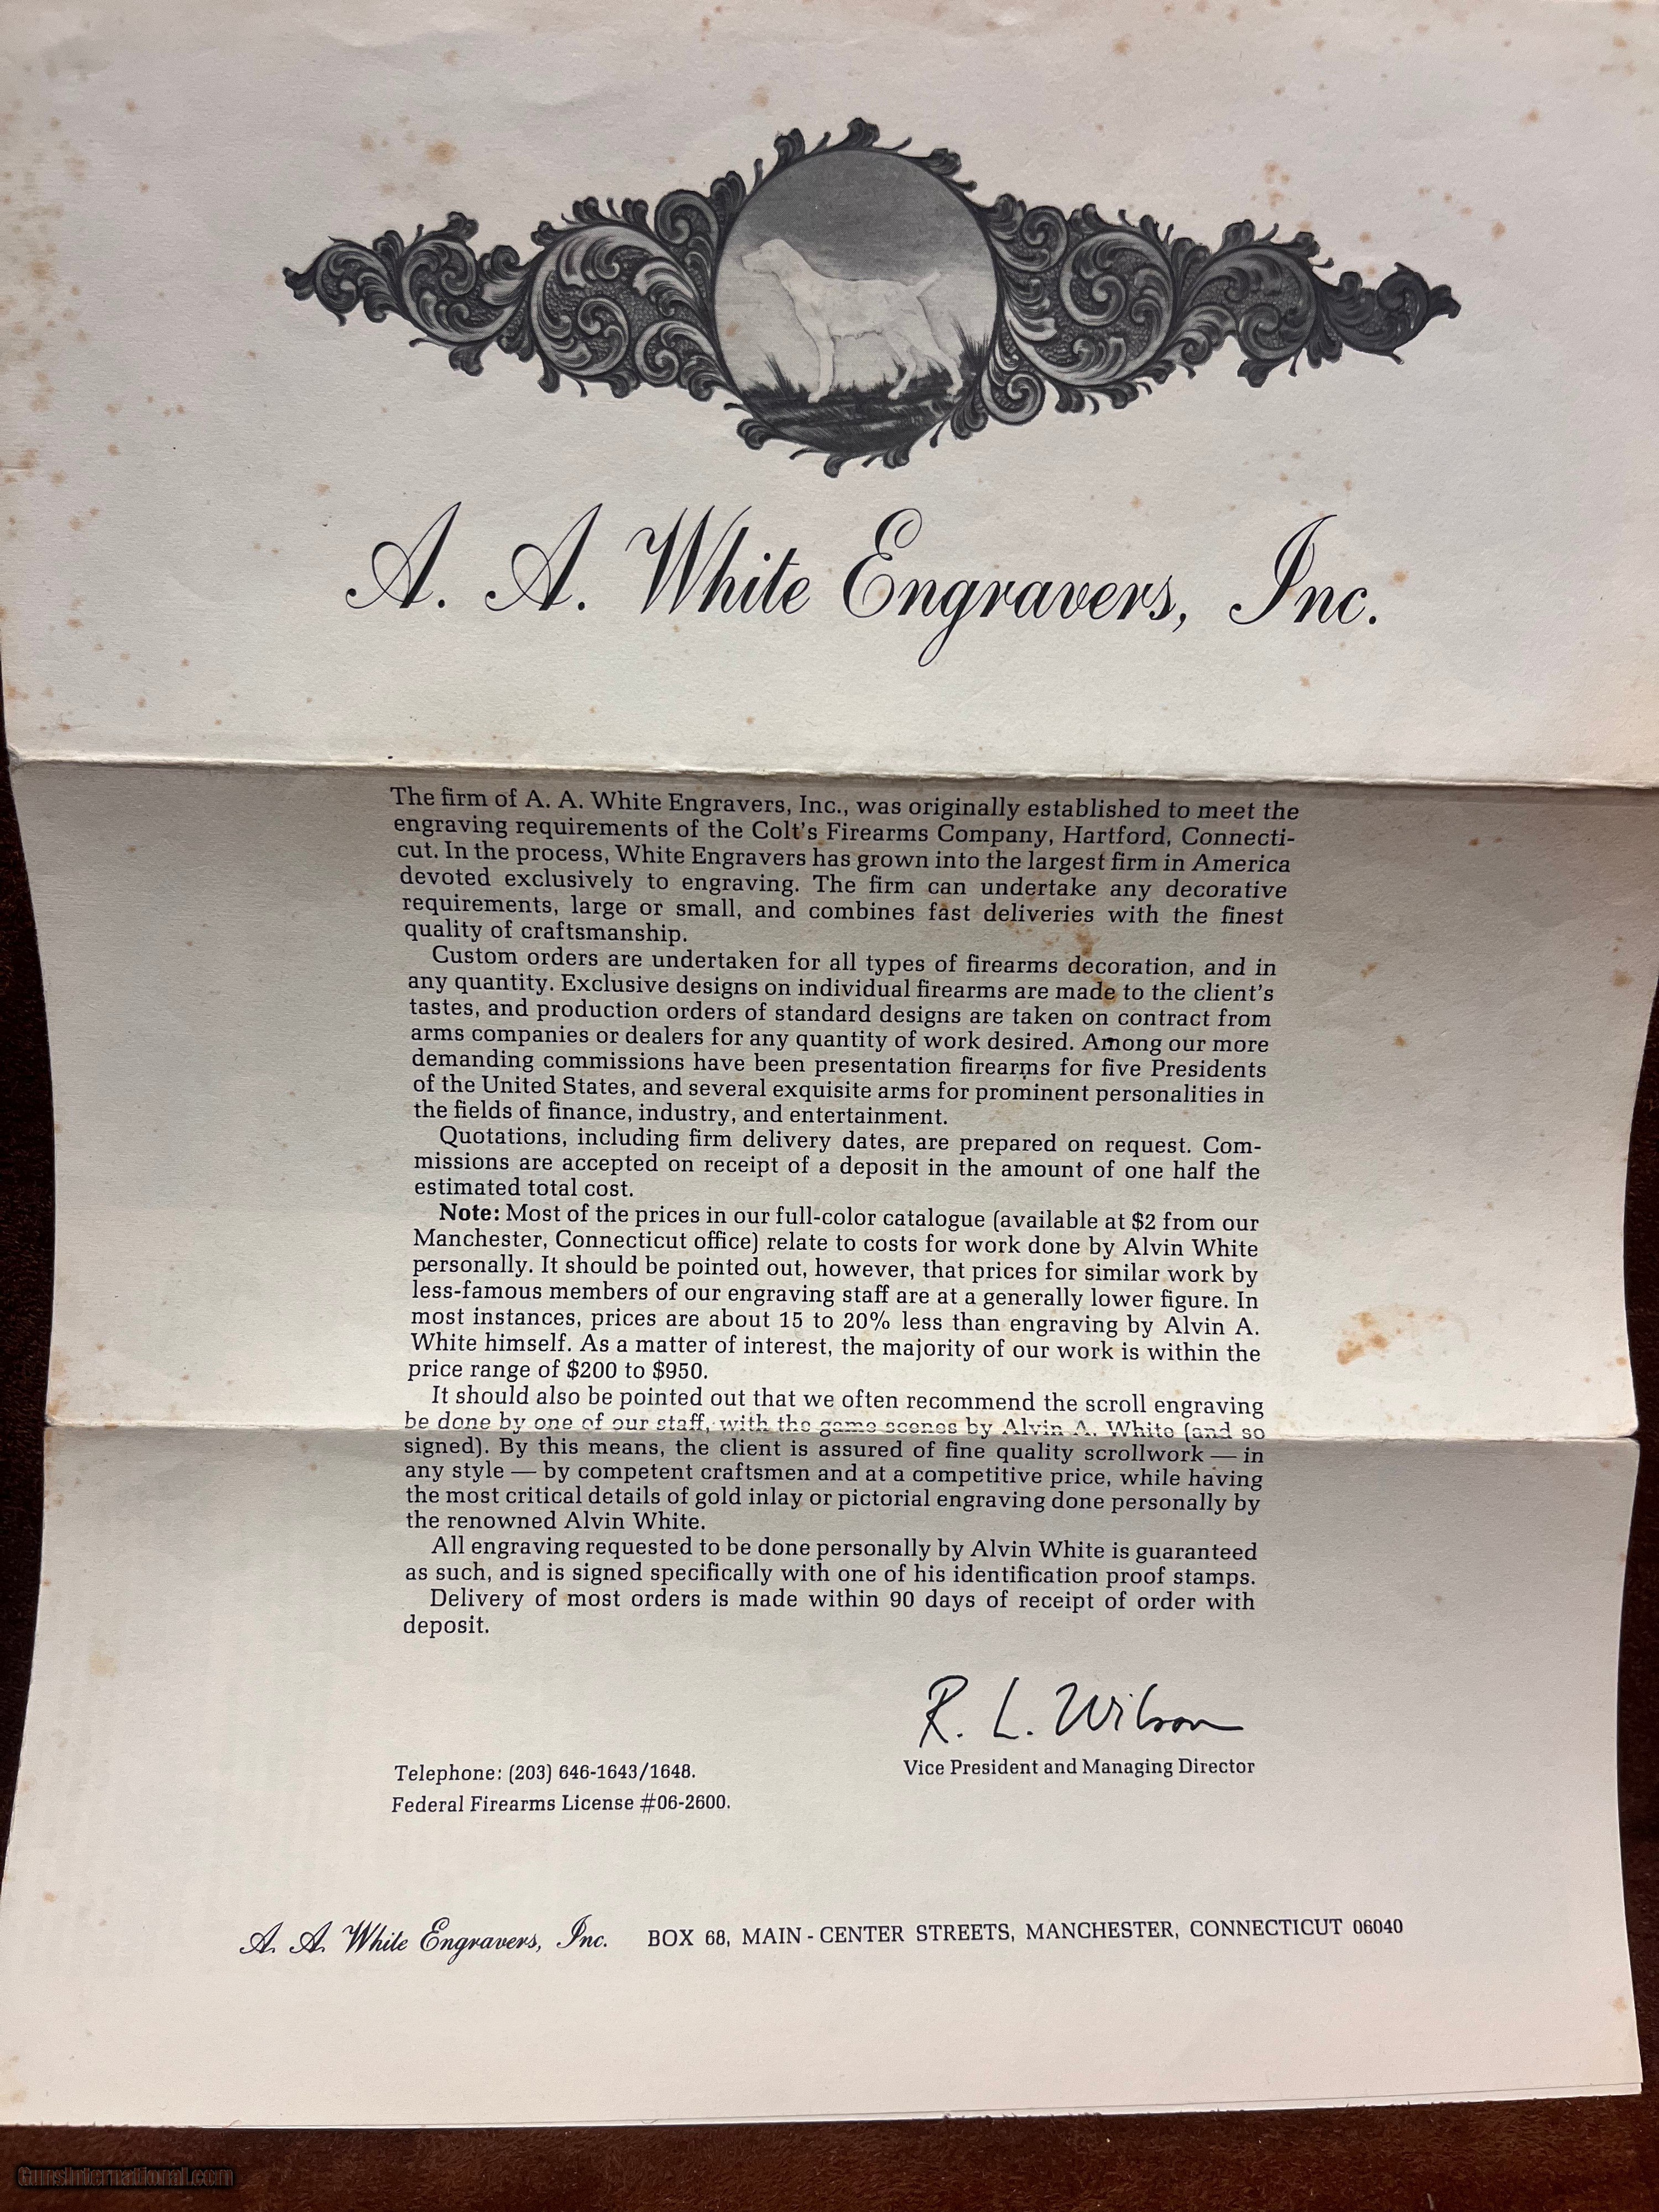 A. A. White Engravers, Inc.
The firm of A. A. White Engravers, Inc., was originally established to meet the
engraving requirements of the Colt's Firearms Company, Hartford, Connecti-
cut. In the process, White Engravers has grown into the largest firm in America
devoted exclusively to engraving. The firm can undertake any decorative
requirements, large or small, and combines fast deliveries with the finest
quality of craftsmanship.
Custom orders are undertaken for all types of firearms decoration, and in
any quantity. Exclusive designs on individual firearms are made to the client's
tastes, and production orders of standard designs are taken on contract from
arms companies or dealers for any quantity of work desired. Among our more
demanding commissions have been presentation firearms for five Presidents
of the United States, and several exquisite arms for prominent personalities in
the fields of finance, industry, and entertainment.
Quotations, including firm delivery dates, are prepared on request. Com-
missions are accepted on receipt of a deposit in the amount of one half the
estimated total cost.
Note: Most of the prices in our full-color catalogue (available at $2 from our
Manchester, Connecticut office) relate to costs for work done by Alvin White
personally. It should be pointed out, however, that prices for similar work by
less-famous members of our engraving staff are at a generally lower figure. In
most instances, prices are about 15 to 20% less than engraving by Alvin A.
White himself. As a matter of interest, the majority of our work is within the
price range of $200 to $950.
It should also be pointed out that we often recommend the scroll engraving
be done by one of our staff, with the game scenes by Alvin A. White (and so
signed). By this means, the client is assured of fine quality scrollwork — in
any style — by competent craftsmen and at a competitive price, while having
the most critical details of gold inlay or pictorial engraving done personally by
the renowned Alvin White.
All engraving requested to be done personally by Alvin White is guaranteed
as such, and is signed specifically with one of his identification proof stamps.
Delivery of most orders is made within 90 days of receipt of order with
deposit.
R. L. Wilson
Vice President and Managing Director
Telephone: (203) 646-1643/1648.
Federal Firearms License #06-2600.
A. A. White Engravers, Inc. BOX 68, MAIN - CENTER STREETS, MANCHESTER, CONNECTICUT 06040
GunsInternational.com